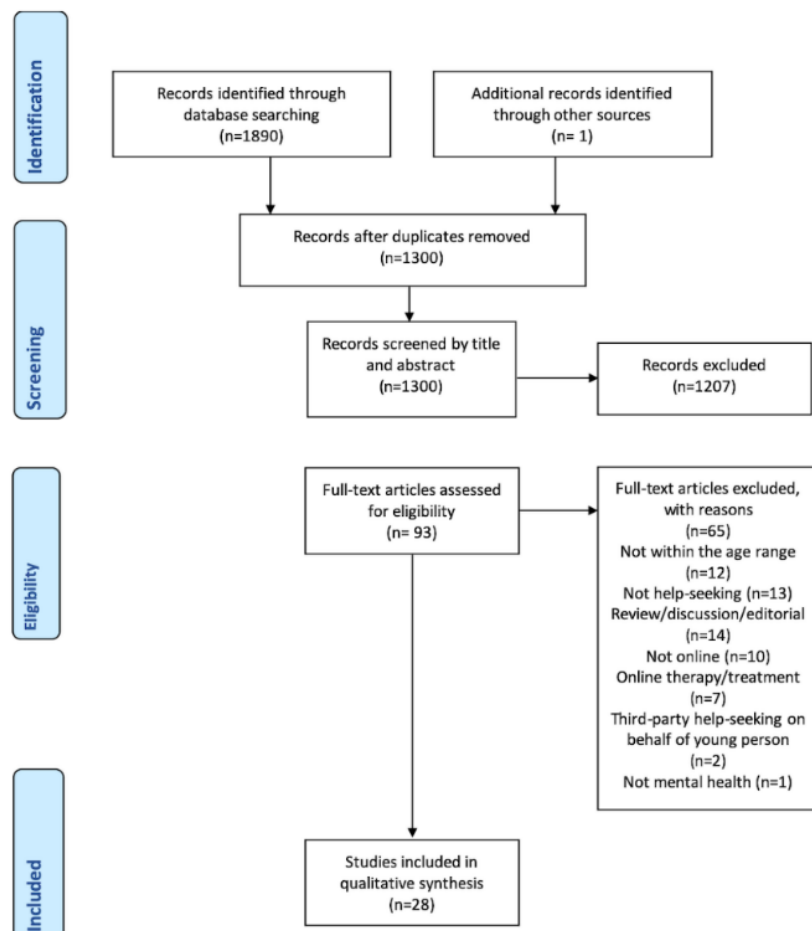 Identification
Records identified through
database searching
(n=1890)
Additional records identified
through other sources
(n= 1)
Screening
Records after duplicates removed
(n=1300)
Records screened by title
and abstract
(n=1300)
Records excluded
(n=1207)
Eligibility
Full-text articles assessed
for eligibility
(n= 93)
Full-text articles excluded,
with reasons
(n=65)
Not within the age range
(n=12)
Not help-seeking (n=13)
Review/discussion/editorial
(n=14)
Not online (n=10)
Online therapy/treatment
(n=7)
Third-party help-seeking on
behalf of young person
(n=2)
Not mental health (n=1)
Included
Studies included in
qualitative synthesis
(n=28)